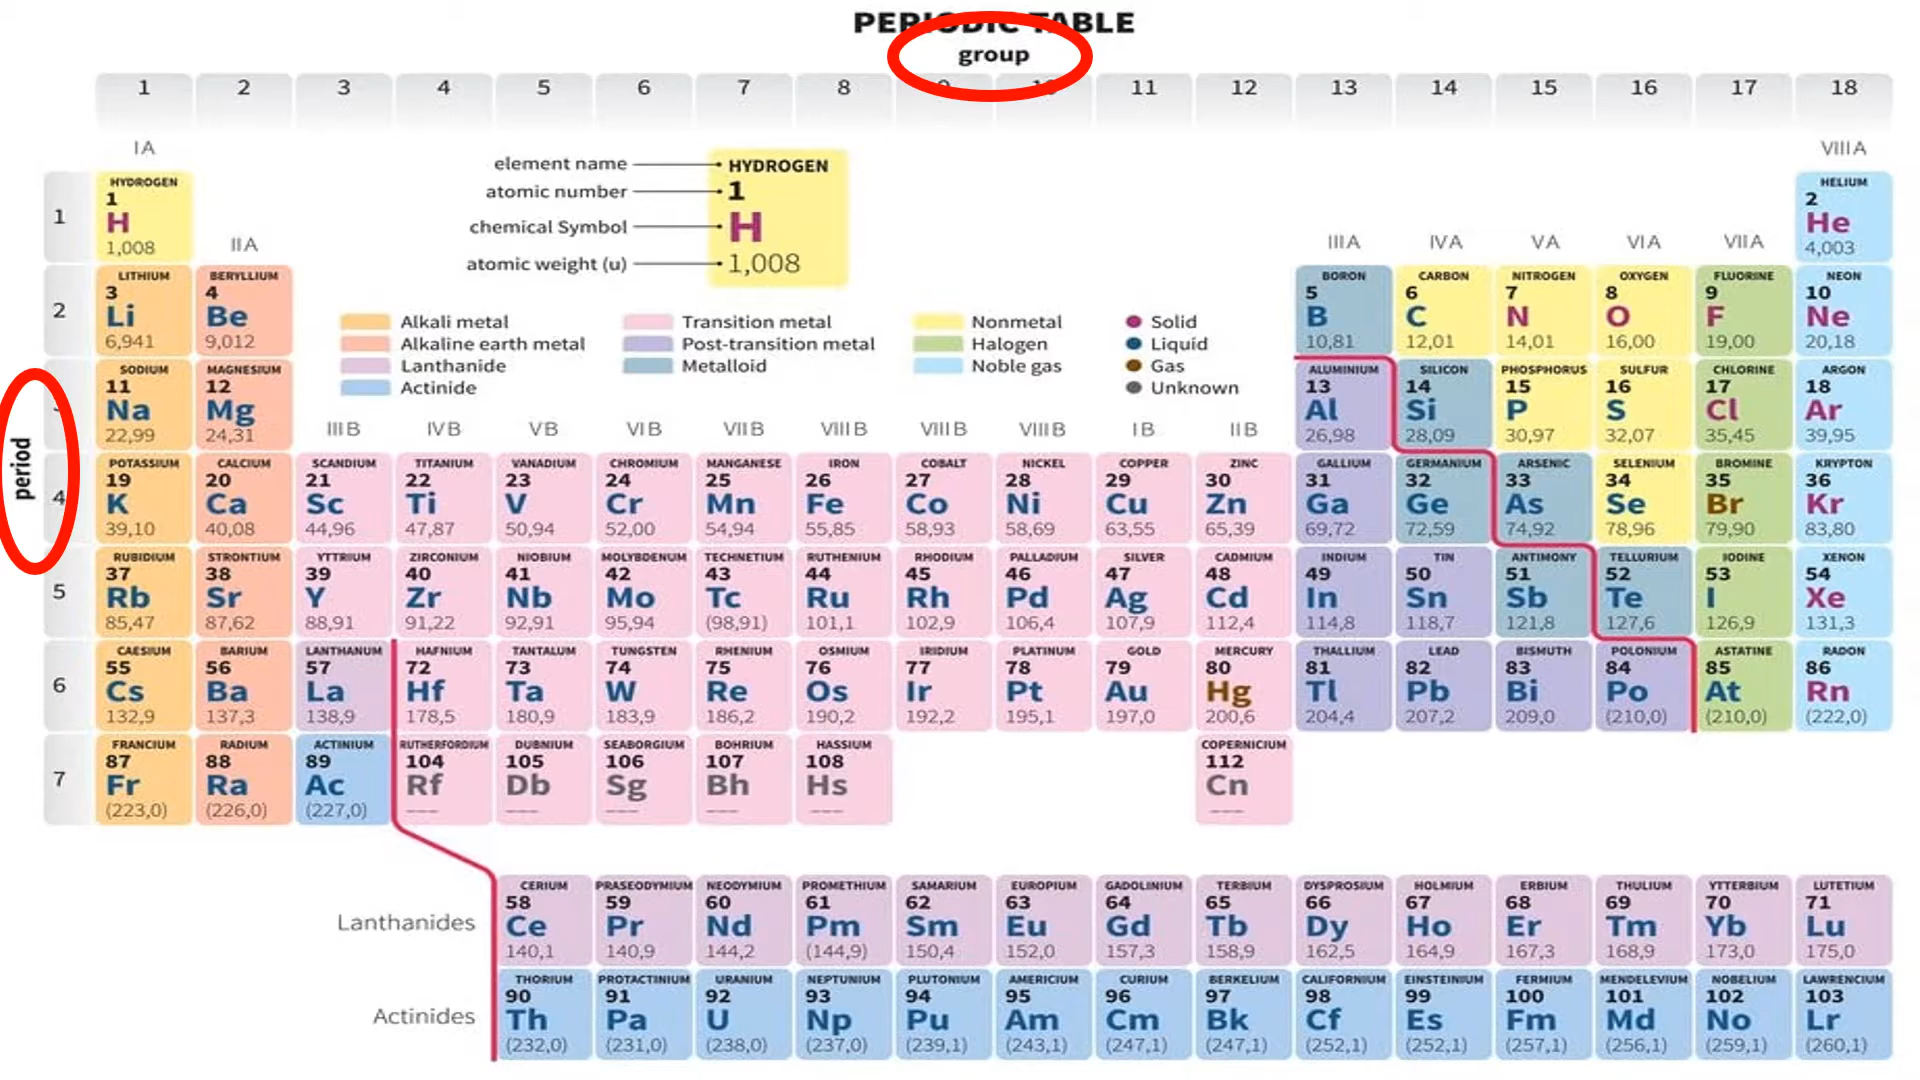 PERIODIC TABLE
group
1 2 3 4 5 6 7 8 9 10 11 12 13 14 15 16 17 18
IA
VIIIA
element name HYDROGEN
atomic number 1
chemical Symbol H
atomic weight (u) 1,008
period
1
HYDROGEN HELIUM
1 2
H He
1,008 4,003
IIA IIIA IVA VA VIA VIIA
2
LITHIUM BERYLLIUM BORON CARBON NITROGEN OXYGEN FLUORINE NEON
3 4 5 6 7 8 9 10
Li Be B C N O F Ne
6,941 9,012 10,81 12,01 14,01 16,00 19,00 20,18
Alkali metal Transition metal Nonmetal Solid
Alkaline earth metal Post-transition metal Halogen Liquid
Lanthanide Metalloid Noble gas Gas
Actinide Unknown
SODIUM MAGNESIUM ALUMINIUM SILICON PHOSPHORUS SULFUR CHLORINE ARGON
11 12 13 14 15 16 17 18
Na Mg Al Si P S Cl Ar
22,99 24,31 26,98 28,09 30,97 32,07 35,45 39,95
IIIB IVB VB VIB VIIB VIIIB VIIIB VIIIB IB IIB
4
POTASSIUM CALCIUM SCANDIUM TITANIUM VANADIUM CHROMIUM MANGANESE IRON COBALT NICKEL COPPER ZINC GALLIUM GERMANIUM ARSENIC SELENIUM BROMINE KRYPTON
19 20 21 22 23 24 25 26 27 28 29 30 31 32 33 34 35 36
K Ca Sc Ti V Cr Mn Fe Co Ni Cu Zn Ga Ge As Se Br Kr
39,10 40,08 44,96 47,87 50,94 52,00 54,94 55,85 58,93 58,69 63,55 65,39 69,72 72,59 74,92 78,96 79,90 83,80
5
RUBIDIUM STRONTIUM YTTRIUM ZIRCONIUM NIOBIUM MOLYBDENUM TECHNETIUM RUTHENIUM RHODIUM PALLADIUM SILVER CADMIUM INDIUM TIN ANTIMONY TELLURIUM IODINE XENON
37 38 39 40 41 42 43 44 45 46 47 48 49 50 51 52 53 54
Rb Sr Y Zr Nb Mo Tc Ru Rh Pd Ag Cd In Sn Sb Te I Xe
85,47 87,62 88,91 91,22 92,91 95,94 (98,91) 101,1 102,9 106,4 107,9 112,4 114,8 118,7 121,8 127,6 126,9 131,3
6
CAESIUM BARIUM LANTHANUM HAFNIUM TANTALUM TUNGSTEN RHENIUM OSMIUM IRIDIUM PLATINUM GOLD MERCURY THALLIUM LEAD BISMUTH POLONIUM ASTATINE RADON
55 56 57 72 73 74 75 76 77 78 79 80 81 82 83 84 85 86
Cs Ba La Hf Ta W Re Os Ir Pt Au Hg Tl Pb Bi Po At Rn
132,9 137,3 138,9 178,5 180,9 183,9 186,2 190,2 192,2 195,1 197,0 200,6 204,4 207,2 209,0 (210,0) (210,0) (222,0)
7
FRANCIUM RADIUM ACTINIUM RUTHERFORDIUM DUBNIUM SEABORGIUM BOHRIUM HASSIUM COPERNICIUM
87 88 89 104 105 106 107 108 112
Fr Ra Ac Rf Db Sg Bh Hs Cn
(223,0) (226,0) (227,0) --- --- --- --- --- ---
Lanthanides
CERIUM PRASEODYMIUM NEODYMIUM PROMETHIUM SAMARIUM EUROPIUM GADOLINIUM TERBIUM DYSPROSIUM HOLMIUM ERBIUM THULIUM YTTERBIUM LUTETIUM
58 59 60 61 62 63 64 65 66 67 68 69 70 71
Ce Pr Nd Pm Sm Eu Gd Tb Dy Ho Er Tm Yb Lu
140,1 140,9 144,2 (144,9) 150,4 152,0 157,3 158,9 162,5 164,9 167,3 168,9 173,0 175,0
Actinides
THORIUM PROTACTINIUM URANIUM NEPTUNIUM PLUTONIUM AMERICIUM CURIUM BERKELIUM CALIFORNIUM EINSTEINIUM FERMIUM MENDELEVIUM NOBELIUM LAWRENCIUM
90 91 92 93 94 95 96 97 98 99 100 101 102 103
Th Pa U Np Pu Am Cm Bk Cf Es Fm Md No Lr
(232,0) (231,0) (238,0) (237,0) (239,1) (243,1) (247,1) (247,1) (252,1) (252,1) (257,1) (256,1) (259,1) (260,1)